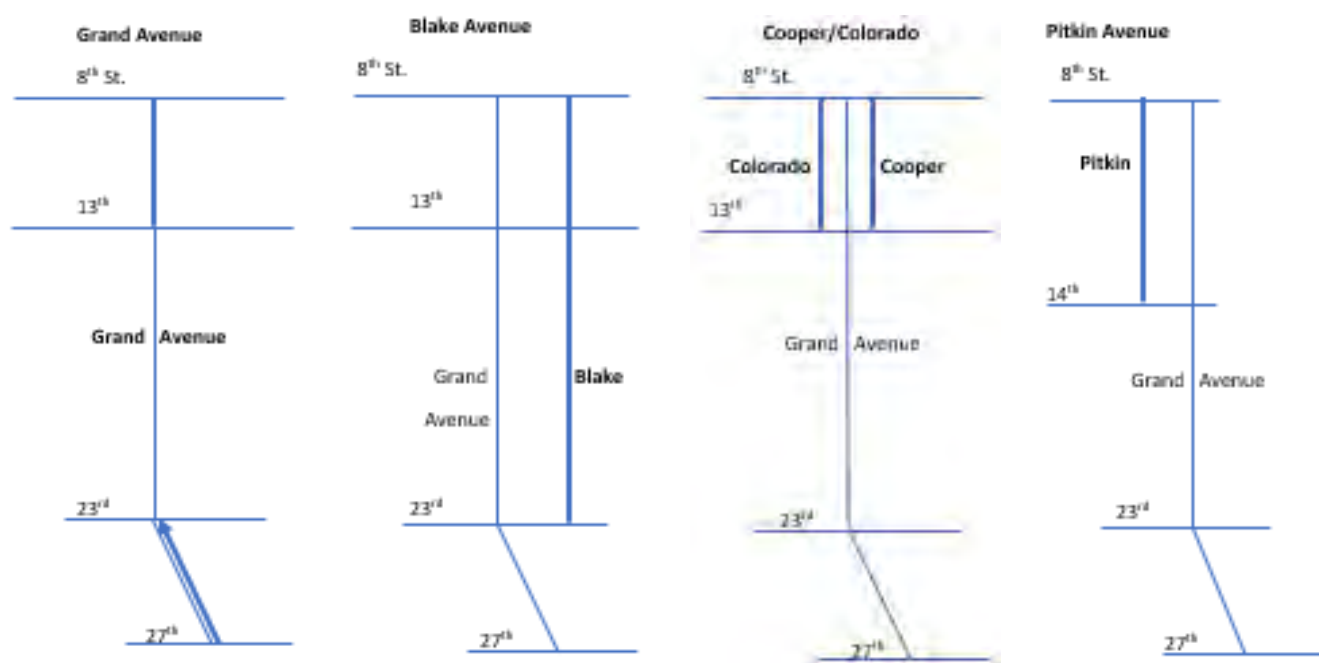 Grand Avenue
8th St.
13th
Grand Avenue
23rd
27th
Blake Avenue
8th St.
13th
Grand
Avenue
Blake
23rd
27th
Cooper/Colorado
8th St.
Colorado
Cooper
13th
Grand Avenue
23rd
27th
Pitkin Avenue
8th St.
Pitkin
14th
Grand Avenue
23rd
27th